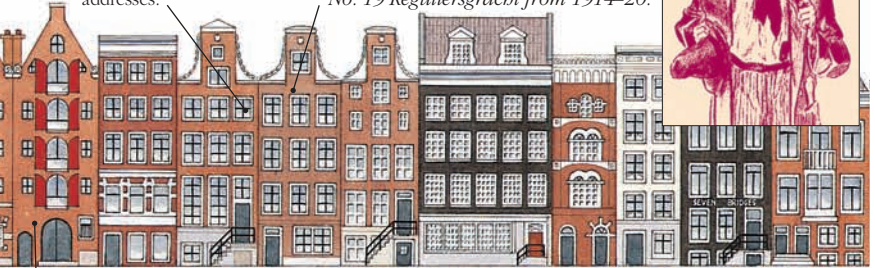 addresses.
No. 19 Reguliersgracht from 1914–20.
SEVEN BRIDGES